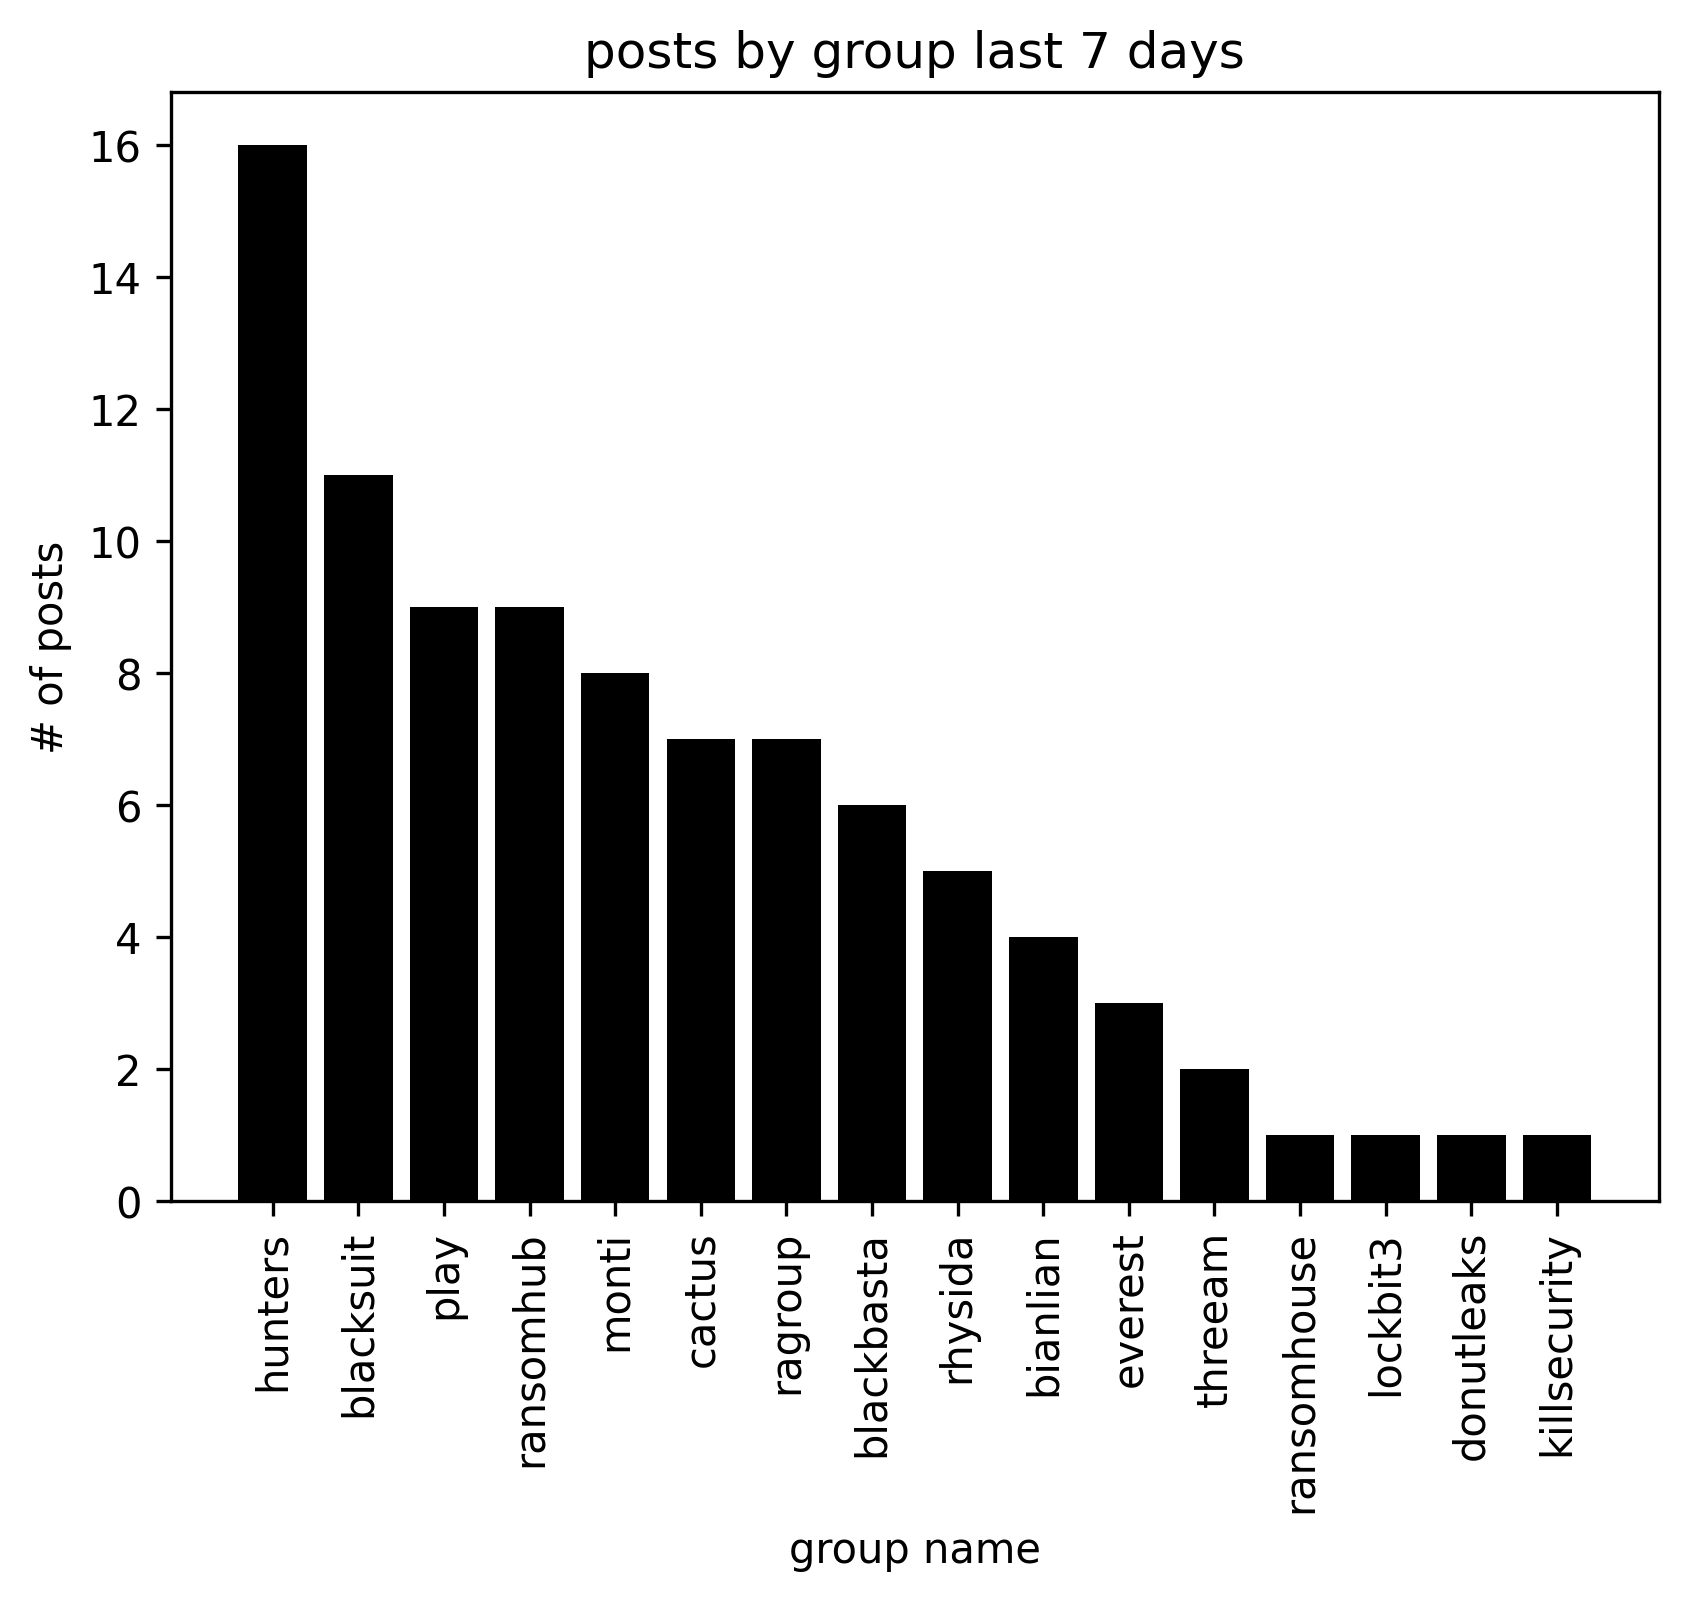 posts by group last 7 days
16
14
12
10
8
6
4
2
0
# of posts
hunters
blacksuit
play
ransomhub
monti
cactus
ragroup
blackbasta
rhysida
bianlian
everest
threeam
ransomhouse
lockbit3
donutleaks
killsecurity
group name